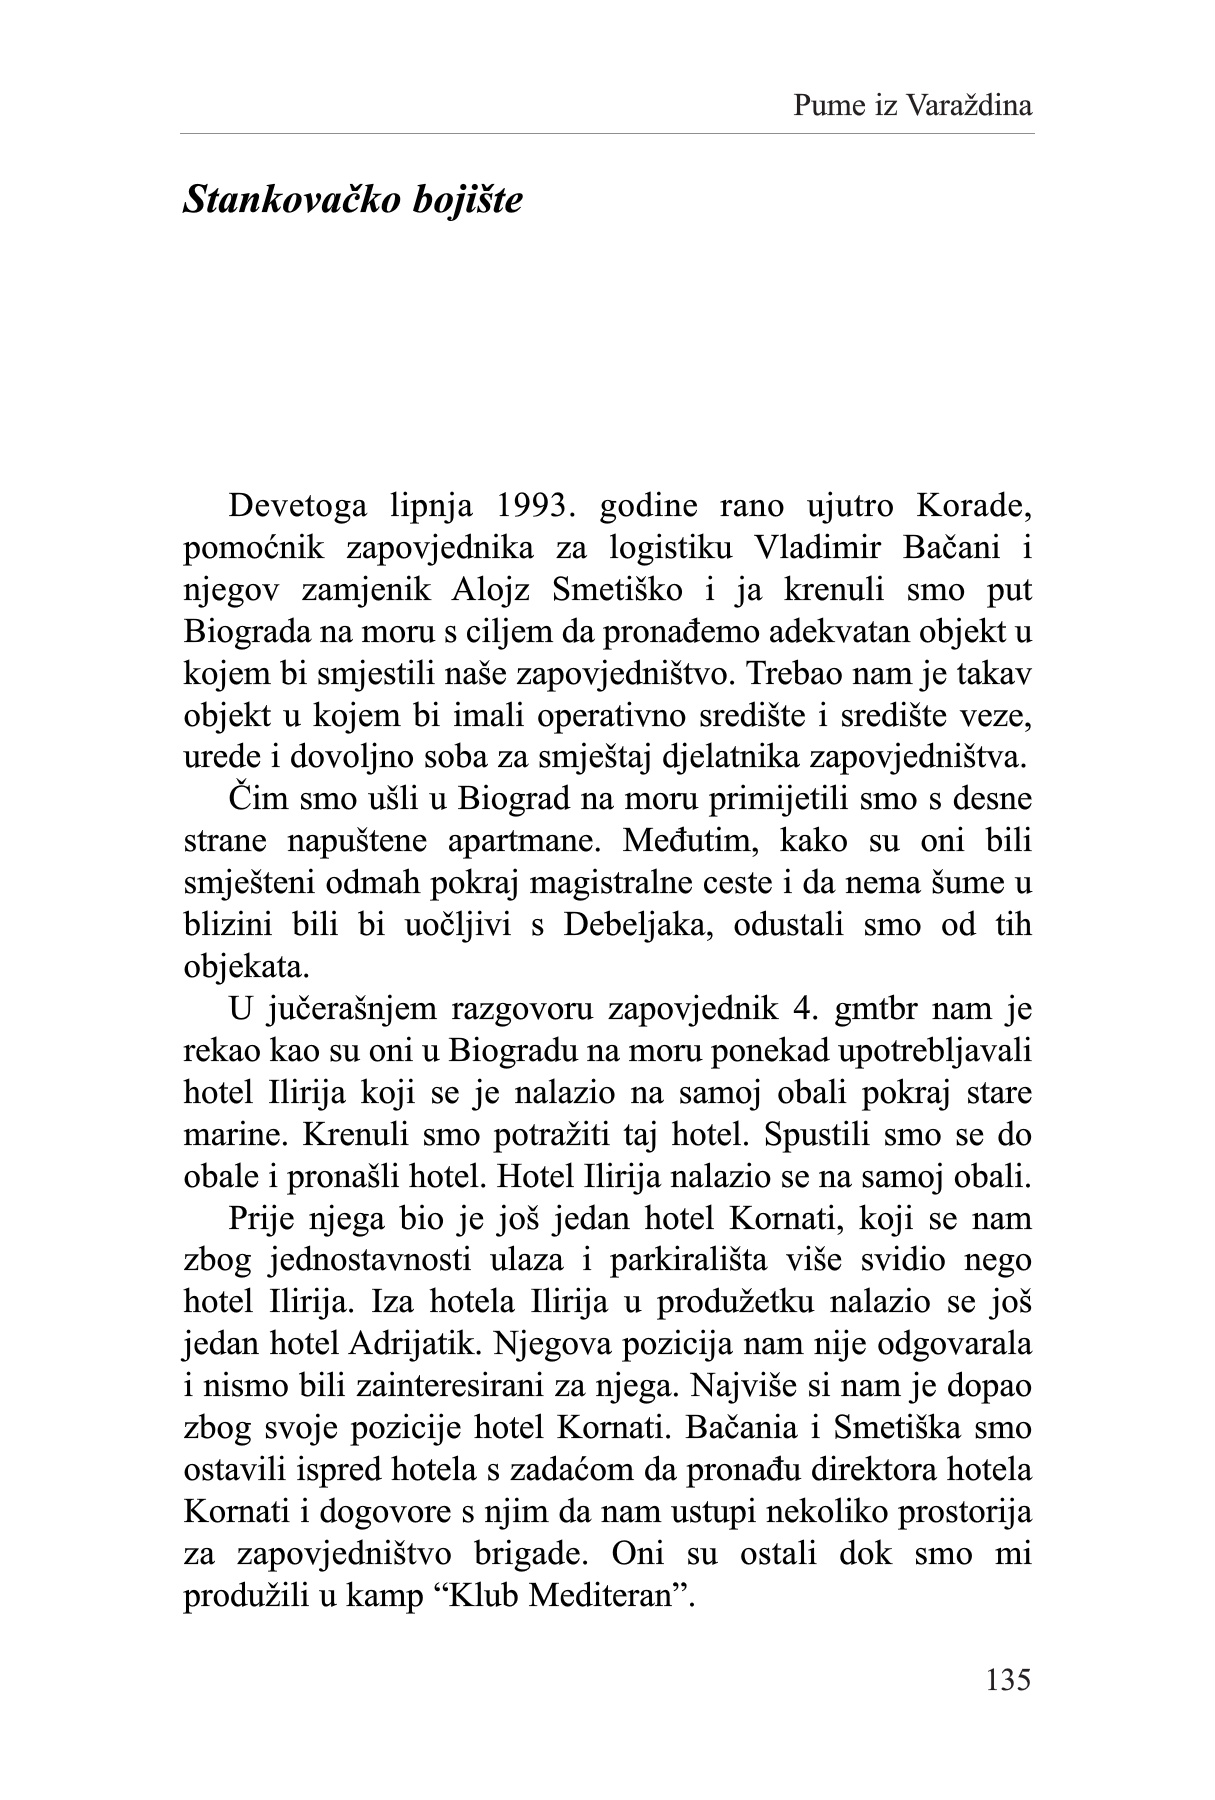 Pume iz Varaždina
Stankovačko bojište
Devetoga lipnja 1993. godine rano ujutro Korade,
pomoćnik zapovjednika za logistiku Vladimir Bačani i
njegov zamjenik Alojz Smetiško i ja krenuli smo put
Biograda na moru s ciljem da pronađemo adekvatan objekt u
kojem bi smjestili naše zapovjedništvo. Trebao nam je takav
objekt u kojem bi imali operativno središte i središte veze,
urede i dovoljno soba za smještaj djelatnika zapovjedništva.
Čim smo ušli u Biograd na moru primijetili smo s desne
strane napuštene apartmane. Međutim, kako su oni bili
smješteni odmah pokraj magistralne ceste i da nema šume u
blizini bili bi uočljivi s Debeljaka, odustali smo od tih
objekata.
U jučerašnjem razgovoru zapovjednik 4. gmtbr nam je
rekao kao su oni u Biogradu na moru ponekad upotrebljavali
hotel Ilirija koji se je nalazio na samoj obali pokraj stare
marine. Krenuli smo potražiti taj hotel. Spustili smo se do
obale i pronašli hotel. Hotel Ilirija nalazio se na samoj obali.
Prije njega bio je još jedan hotel Kornati, koji se nam
zbog jednostavnosti ulaza i parkirališta više svidio nego
hotel Ilirija. Iza hotela Ilirija u produžetku nalazio se još
jedan hotel Adrijatik. Njegova pozicija nam nije odgovarala
i nismo bili zainteresirani za njega. Najviše si nam je dopao
zbog svoje pozicije hotel Kornati. Bačania i Smetiška smo
ostavili ispred hotela s zadaćom da pronađu direktora hotela
Kornati i dogovore s njim da nam ustupi nekoliko prostorija
za zapovjedništvo brigade. Oni su ostali dok smo mi
produžili u kamp “Klub Mediteran”.
135